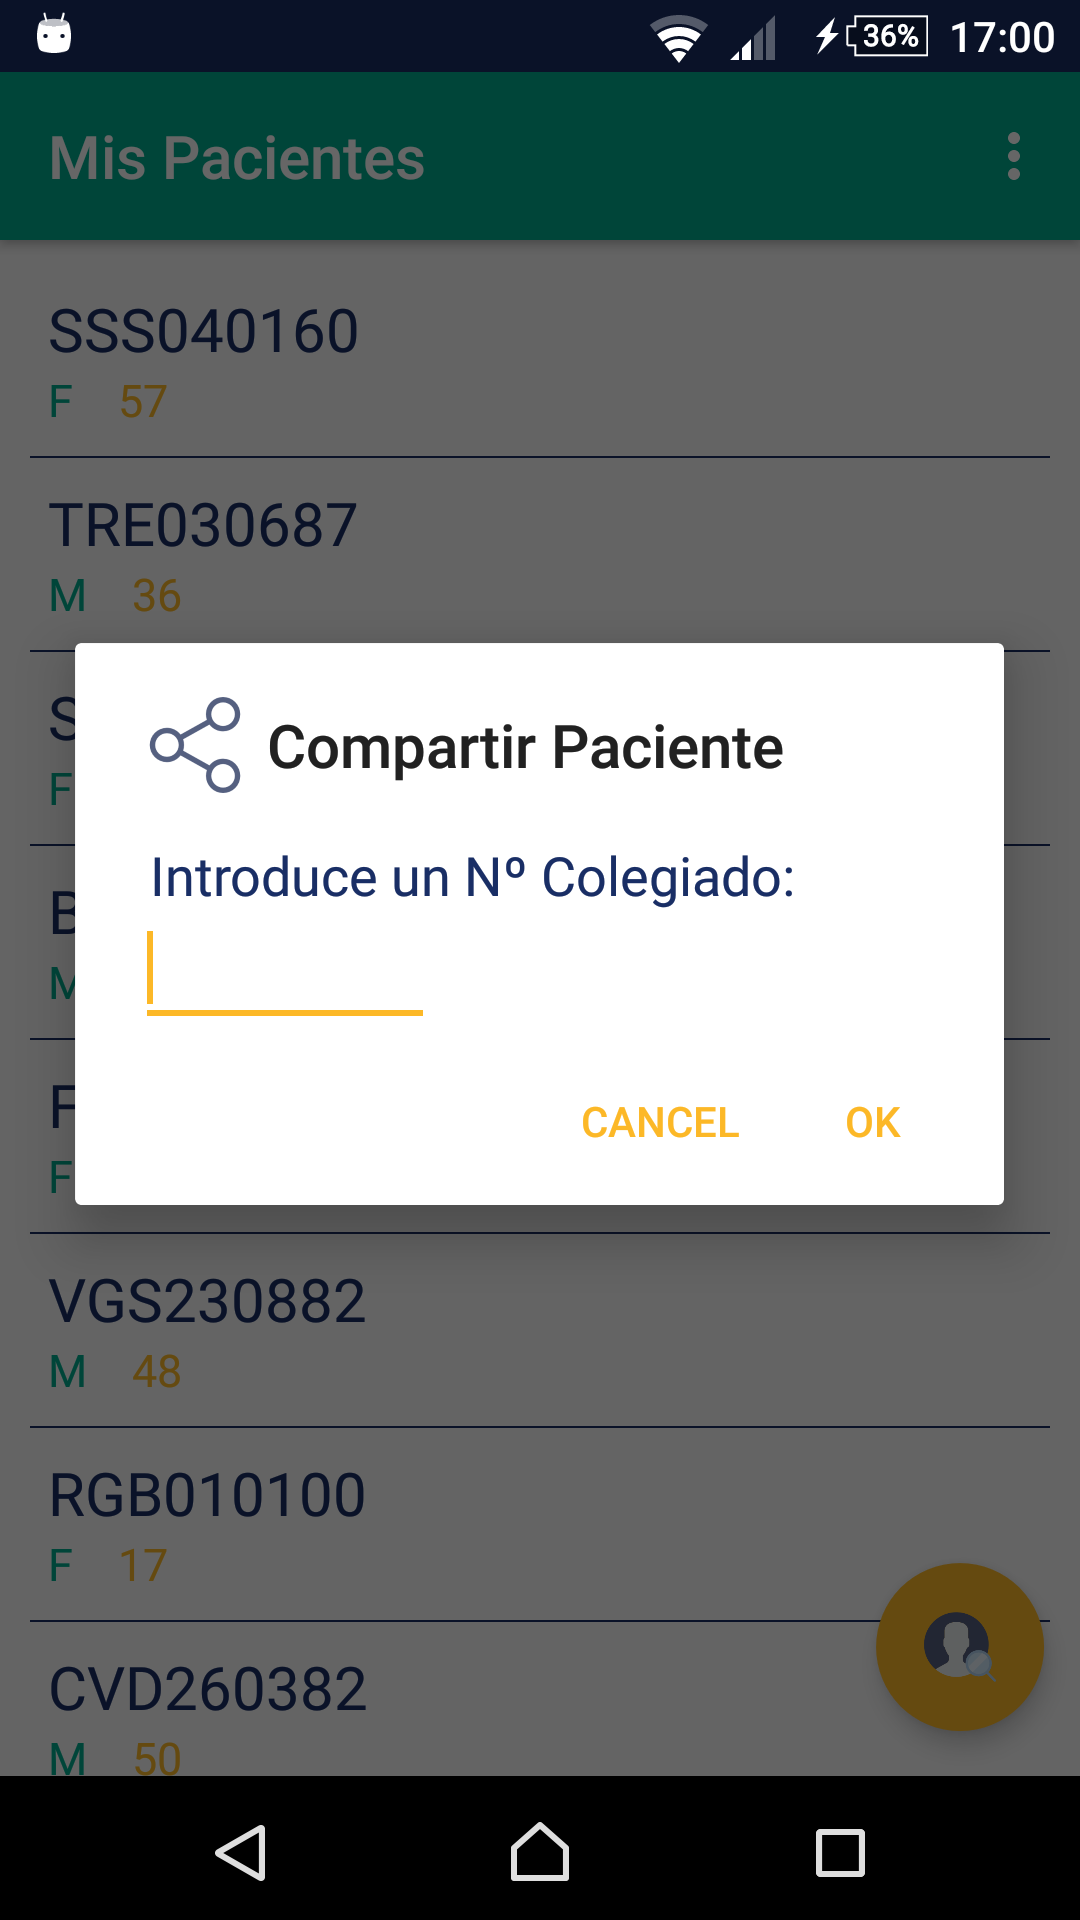 36% 17:00
Mis Pacientes
SSS040160
F 57
TRE030687
M 36
S
F
Compartir Paciente
Introduce un Nº Colegiado:
B
M
CANCEL OK
F
F
VGS230882
M 48
RGB010100
F 17
CVD260382
M 50